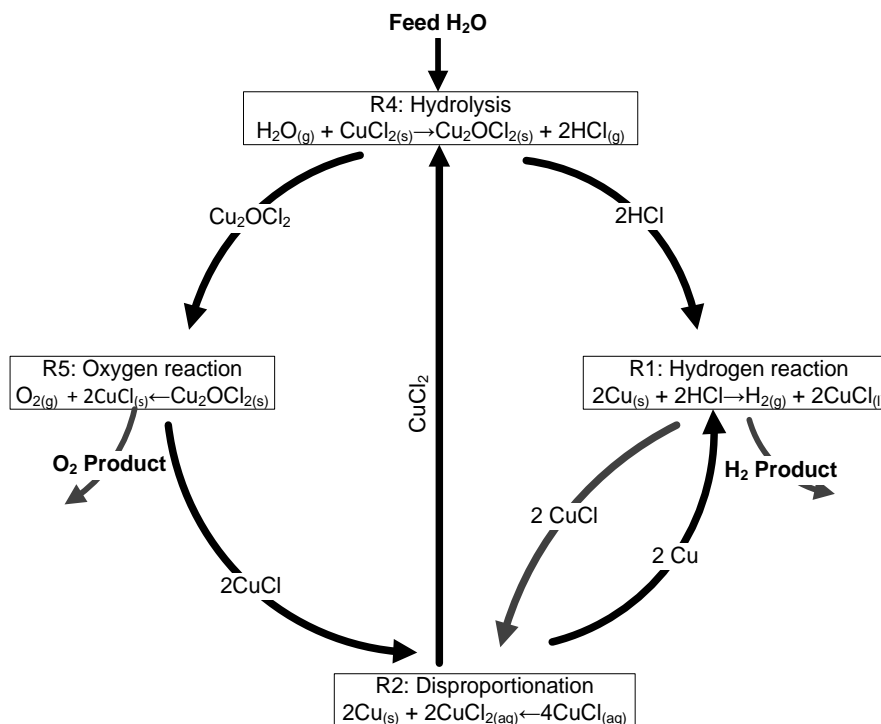 Feed H₂O
R4: Hydrolysis
H₂O₍g₎ + CuCl₂₍s₎→Cu₂OCl₂₍s₎ + 2HCl₍g₎
Cu₂OCl₂
2HCl
CuCl₂
R5: Oxygen reaction
O₂₍g₎ + 2CuCl₍s₎←Cu₂OCl₂₍s₎
R1: Hydrogen reaction
2Cu₍s₎ + 2HCl→H₂₍g₎ + 2CuCl₍l
O₂ Product
H₂ Product
2 CuCl
2 Cu
2CuCl
R2: Disproportionation
2Cu₍s₎ + 2CuCl₂₍aq₎←4CuCl₍aq₎